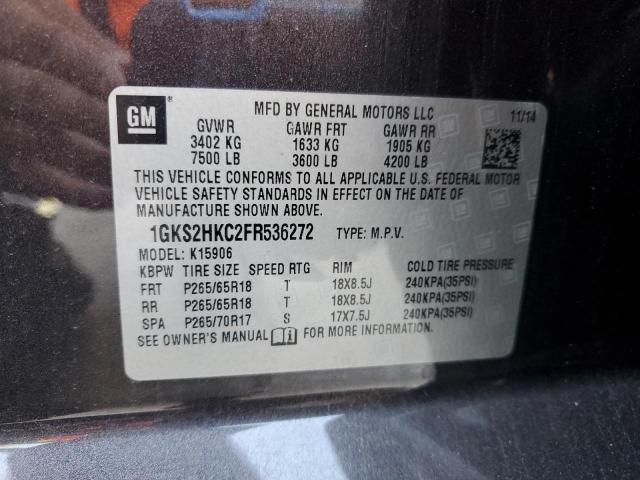 GM ®
MFD BY GENERAL MOTORS LLC 11/14
GVWR GAWR FRT GAWR RR
3402 KG 1633 KG 1905 KG
7500 LB 3600 LB 4200 LB
THIS VEHICLE CONFORMS TO ALL APPLICABLE U.S. FEDERAL MOTOR
VEHICLE SAFETY STANDARDS IN EFFECT ON THE DATE OF
MANUFACTURE SHOWN ABOVE.
1GKS2HKC2FR536272 TYPE: M.P.V.
MODEL: K15906
KBPW TIRE SIZE SPEED RTG RIM COLD TIRE PRESSURE
FRT P265/65R18 T 18X8.5J 240KPA(35PSI)
RR P265/65R18 T 18X8.5J 240KPA(35PSI)
SPA P265/70R17 S 17X7.5J 240KPA(35PSI)
SEE OWNER'S MANUAL FOR MORE INFORMATION.